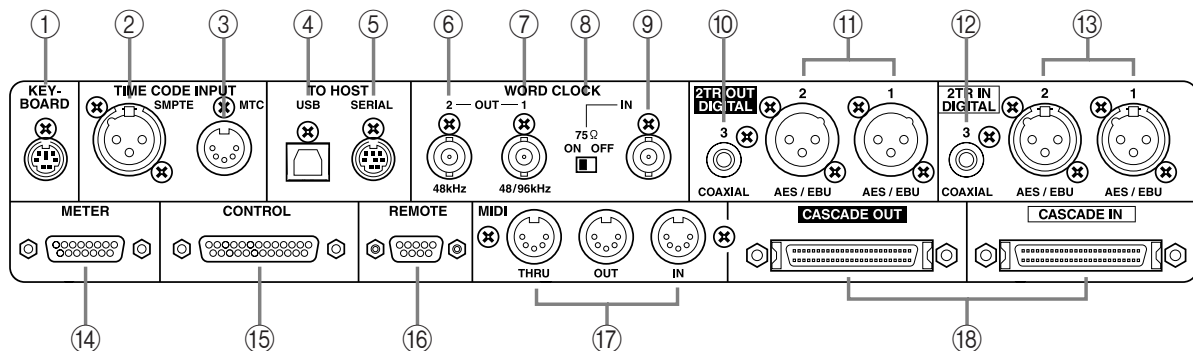 ① ② ③ ④ ⑤ ⑥ ⑦ ⑧ ⑨ ⑩ ⑪ ⑫ ⑬
KEY-
BOARD
TIME CODE INPUT
SMPTE
MTC
TO HOST
USB
SERIAL
WORD CLOCK
2 OUT 1
IN
75Ω
ON OFF
48kHz
48/96kHz
2TR OUT
DIGITAL
3
COAXIAL
2
AES / EBU
1
AES / EBU
2TR IN
DIGITAL
3
COAXIAL
2
AES / EBU
1
AES / EBU
METER
CONTROL
REMOTE
MIDI
THRU
OUT
IN
CASCADE OUT
CASCADE IN
⑭ ⑮ ⑯ ⑰ ⑱